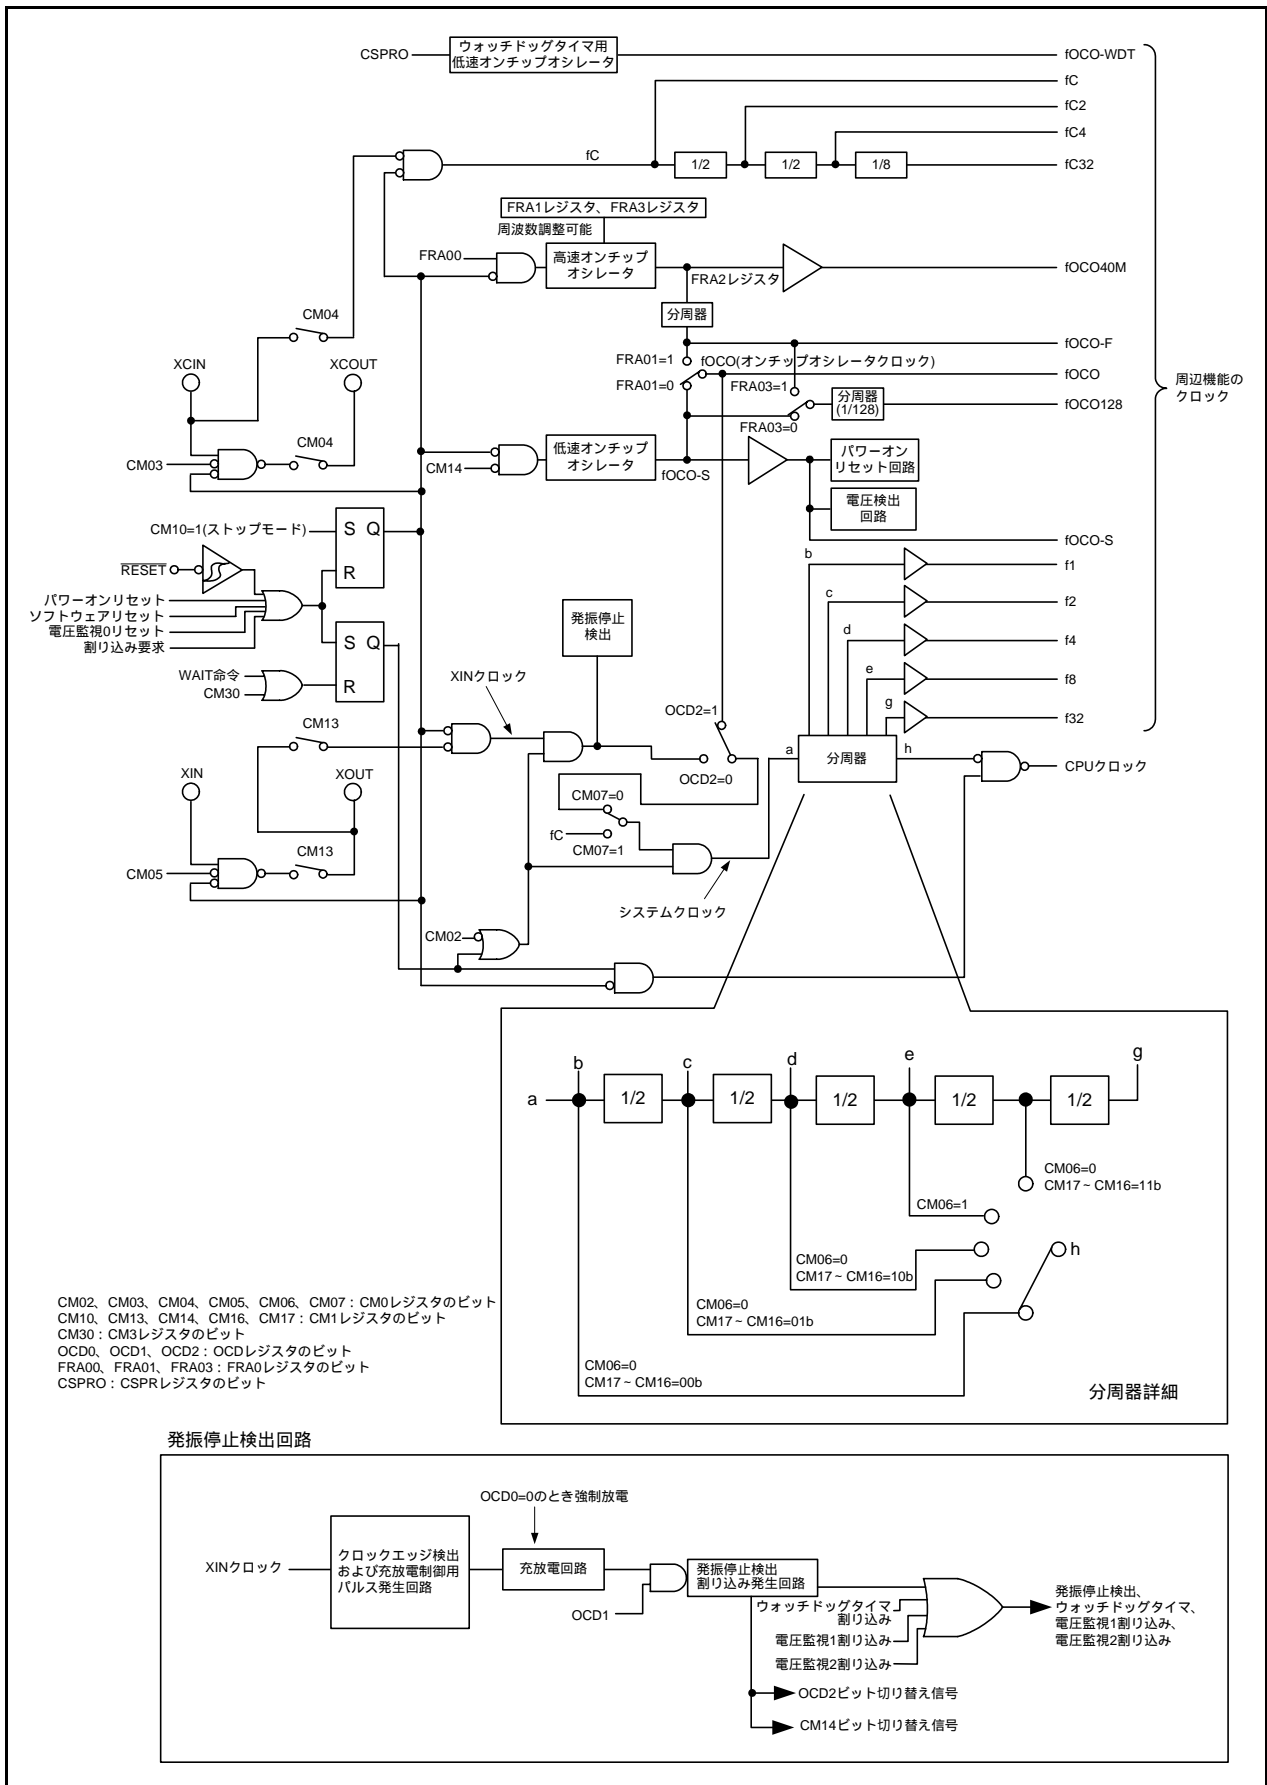 CSPRO
ウォッチドッグタイマ用
低速オンチップオシレータ
fOCO-WDT
fC
fC2
fC4
fC
1/2
1/2
1/8
fC32
FRA1レジスタ、FRA3レジスタ
周波数調整可能
FRA00
高速オンチップ
オシレータ
FRA2レジスタ
fOCO40M
分周器
CM04
XCIN
XCOUT
FRA01=1
fOCO-F
fOCO(オンチップオシレータクロック)
fOCO
FRA01=0
FRA03=1
分周器
(1/128)
fOCO128
周辺機能の
クロック
FRA03=0
CM04
CM03
CM14
低速オンチップ
オシレータ
fOCO-S
パワーオン
リセット回路
電圧検出
回路
fOCO-S
CM10=1(ストップモード)
S Q
R
RESET
パワーオンリセット
ソフトウェアリセット
電圧監視0リセット
割り込み要求
S Q
R
WAIT命令
CM30
発振停止
検出
XINクロック
b
f1
c
f2
d
f4
e
f8
g
f32
CM13
OCD2=1
OCD2=0
a
分周器
h
CPUクロック
XIN
XOUT
CM07=0
fC
CM07=1
CM13
CM05
システムクロック
CM02
a
b
1/2
c
1/2
d
1/2
e
1/2
1/2
g
CM06=0
CM17~CM16=11b
CM06=1
CM06=0
CM17~CM16=10b
h
CM06=0
CM17~CM16=01b
CM06=0
CM17~CM16=00b
分周器詳細
CM02、CM03、CM04、CM05、CM06、CM07:CM0レジスタのビット
CM10、CM13、CM14、CM16、CM17:CM1レジスタのビット
CM30:CM3レジスタのビット
OCD0、OCD1、OCD2:OCDレジスタのビット
FRA00、FRA01、FRA03:FRA0レジスタのビット
CSPRO:CSPRレジスタのビット
発振停止検出回路
OCD0=0のとき強制放電
XINクロック
クロックエッジ検出
および充放電制御用
パルス発生回路
充放電回路
OCD1
発振停止検出
割り込み発生回路
ウォッチドッグタイマ
割り込み
電圧監視1割り込み
電圧監視2割り込み
発振停止検出、
ウォッチドッグタイマ、
電圧監視1割り込み、
電圧監視2割り込み
OCD2ビット切り替え信号
CM14ビット切り替え信号